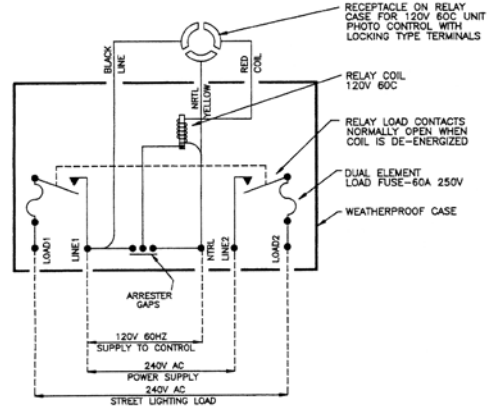 RECEPTACLE ON RELAY
CASE FOR 120V 60C UNIT
PHOTO CONTROL WITH
LOCKING TYPE TERMINALS
BLACK
LINE
NRTL
YELLOW
RED
COIL
RELAY COIL
120V 60C
RELAY LOAD CONTACTS
NORMALLY OPEN WHEN
COIL IS DE-ENERGIZED
DUAL ELEMENT
LOAD FUSE-60A 250V
WEATHERPROOF CASE
LOAD1
LINE1
NTRL
LINE2
LOAD2
ARRESTER
GAPS
120V 60HZ
SUPPLY TO CONTROL
240V AC
POWER SUPPLY
240V AC
STREET LIGHTING LOAD